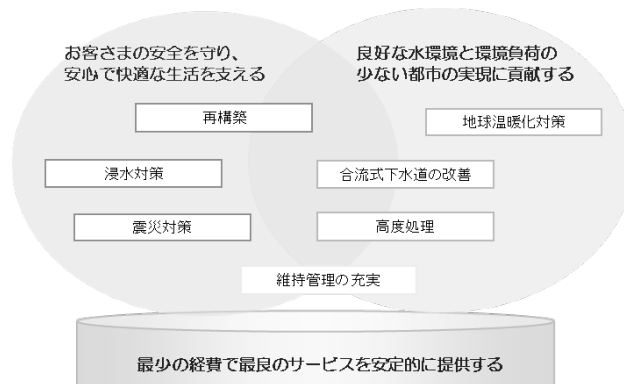 お客さまの安全を守り、
安心で快適な生活を支える
良好な水環境と環境負荷の
少ない都市の実現に貢献する
再構築
地球温暖化対策
浸水対策
合流式下水道の改善
震災対策
高度処理
維持管理の充実
最少の経費で最良のサービスを安定的に提供する